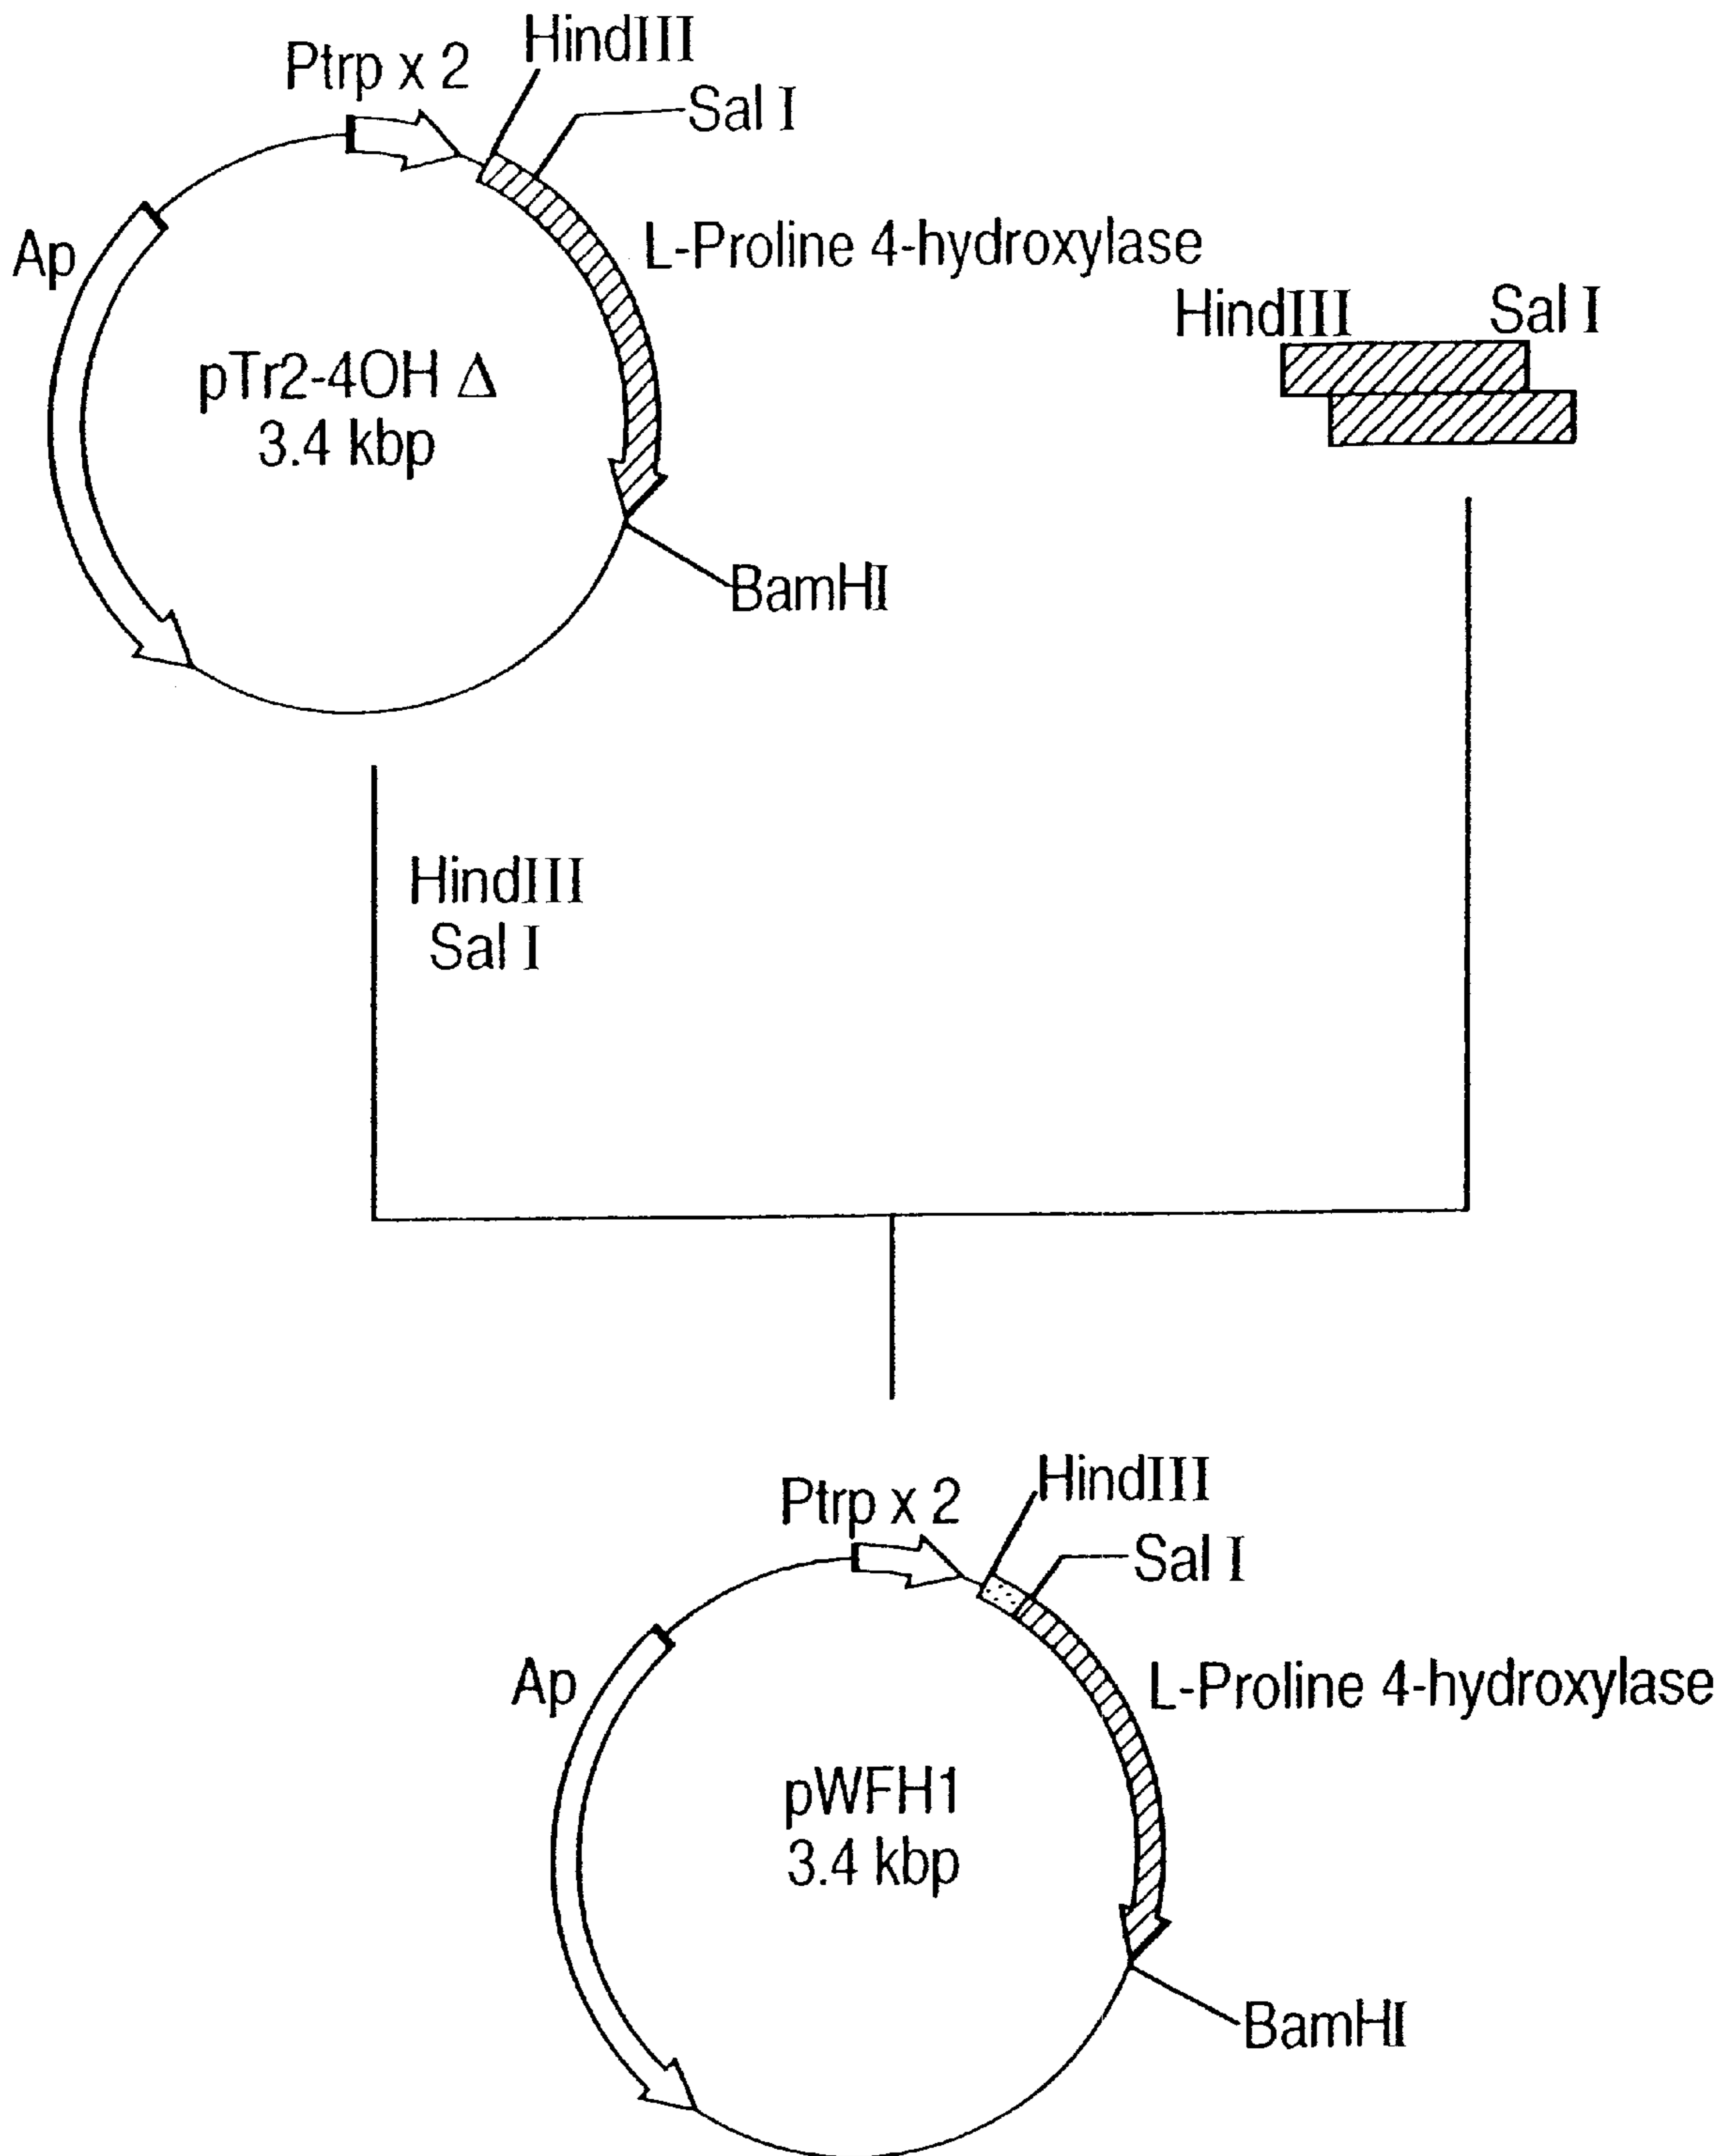 HindIII
Ptrp x 2
Sal I
Ap
L-Proline 4-hydroxylase
HindIII Sal I
pTr2-4OH Δ
3.4 kbp
BamHI
HindIII
Sal I
HindIII
Ptrp x 2
Sal I
Ap
L-Proline 4-hydroxylase
pWFH1
3.4 kbp
BamHI